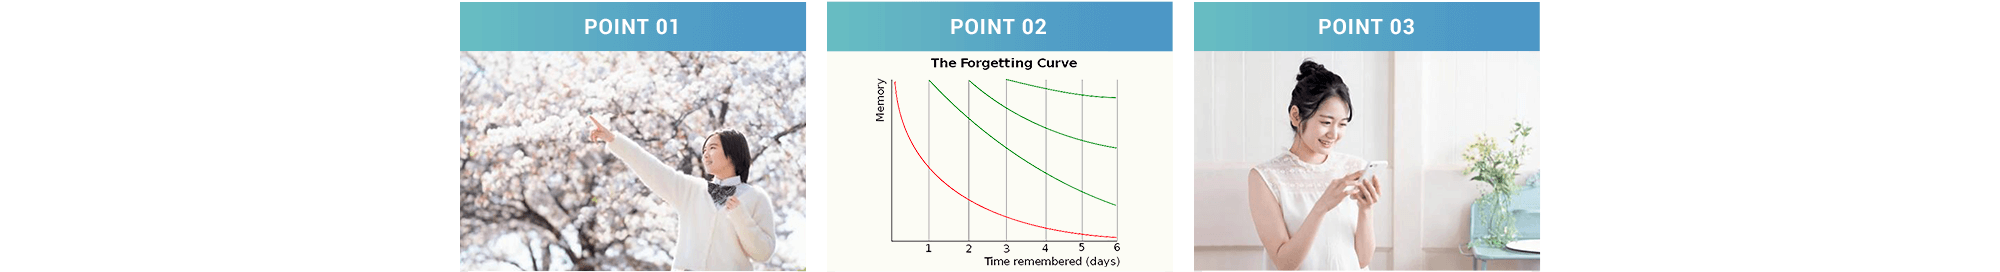 POINT 01
POINT 02
POINT 03
The Forgetting Curve
Memory
1 2 3 4 5 6
Time remembered (days)